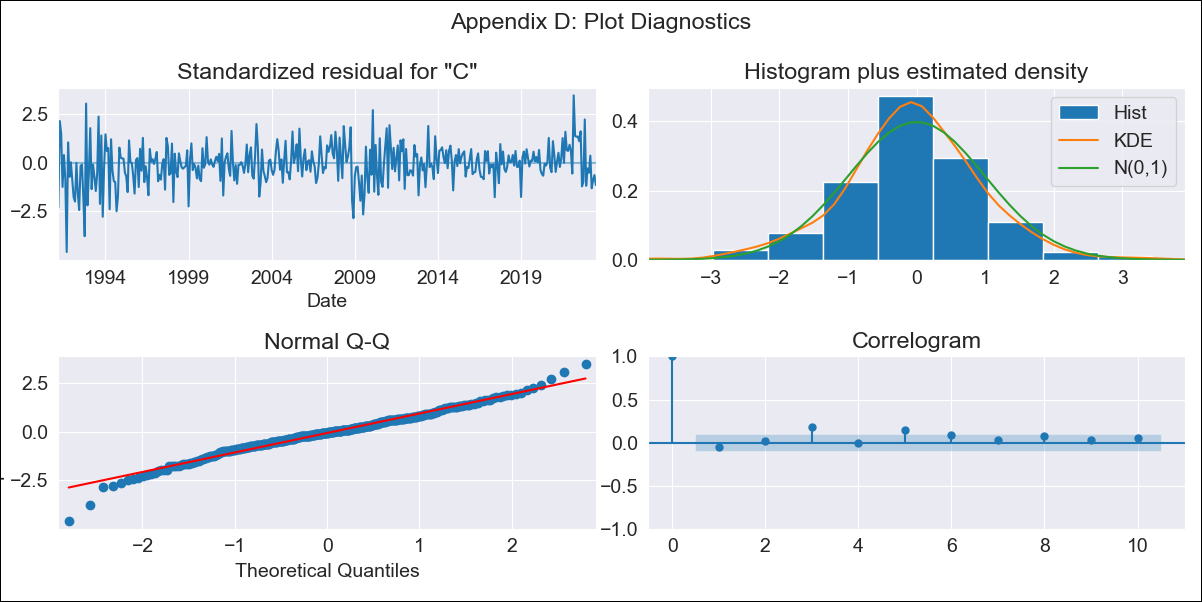 Appendix D: Plot Diagnostics
Standardized residual for "C"
2.5
0.0
−2.5
1994 1999 2004 2009 2014 2019
Date
Histogram plus estimated density
0.4
0.2
0.0
−3 −2 −1 0 1 2 3
Hist
KDE
N(0,1)
Normal Q-Q
2.5
0.0
−2.5
−2 −1 0 1 2
Theoretical Quantiles
Correlogram
1.0
0.5
0.0
−0.5
−1.0
0 2 4 6 8 10